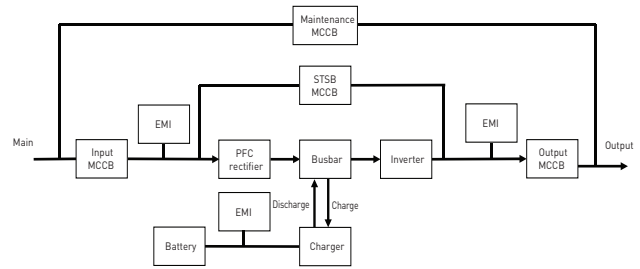 Maintenance
MCCB
STSB
MCCB
EMI
EMI
Main
Output
Input
MCCB
PFC
rectifier
Busbar
Inverter
Output
MCCB
Discharge
Charge
EMI
Battery
Charger